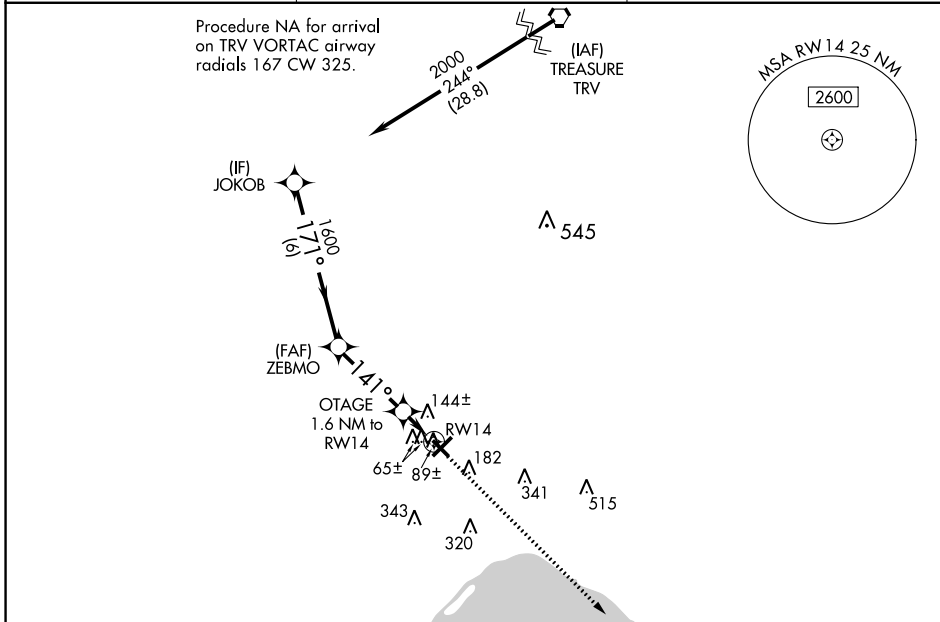 Procedure NA for arrival
on TRV VORTAC airway
radials 167 CW 325.
2000
244°
(28.8)
(IAF)
TREASURE
TRV
MSA RW14 25 NM
2600
(IF)
JOKOB
1600
171°
(6)
545
(FAF)
ZEBMO
141°
OTAGE
1.6 NM to
RW14
144±
RW14
65±
89±
182
341
515
343
320